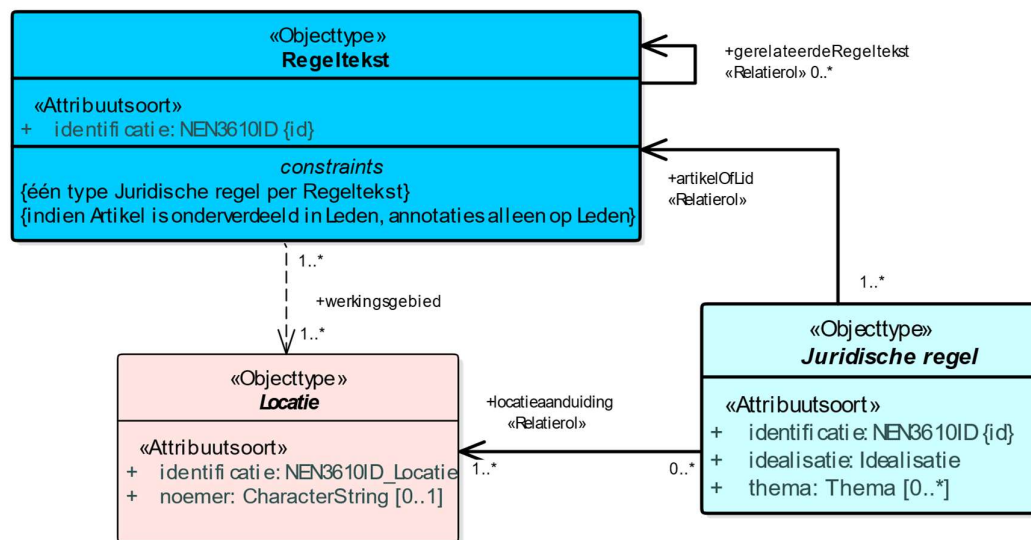 «Objecttype»
Regeltekst
«Attribuutsoort»
+ identificatie: NEN3610ID {id}
constraints
{één type Juridische regel per Regeltekst}
{indien Artikel is onderverdeeld in Leden, annotaties alleen op Leden}
+gerelateerdeRegeltekst
«Relatierol» 0..*
+artikelOfLid
«Relatierol»
1..*
1..*
+werkingsgebied
1..*
«Objecttype»
Locatie
«Attribuutsoort»
+ identificatie: NEN3610ID_Locatie
+ noemer: CharacterString [0..1]
+locatieaanduiding
«Relatierol»
1..*
0..*
«Objecttype»
Juridische regel
«Attribuutsoort»
+ identificatie: NEN3610ID {id}
+ idealisatie: Idealisatie
+ thema: Thema [0..*]